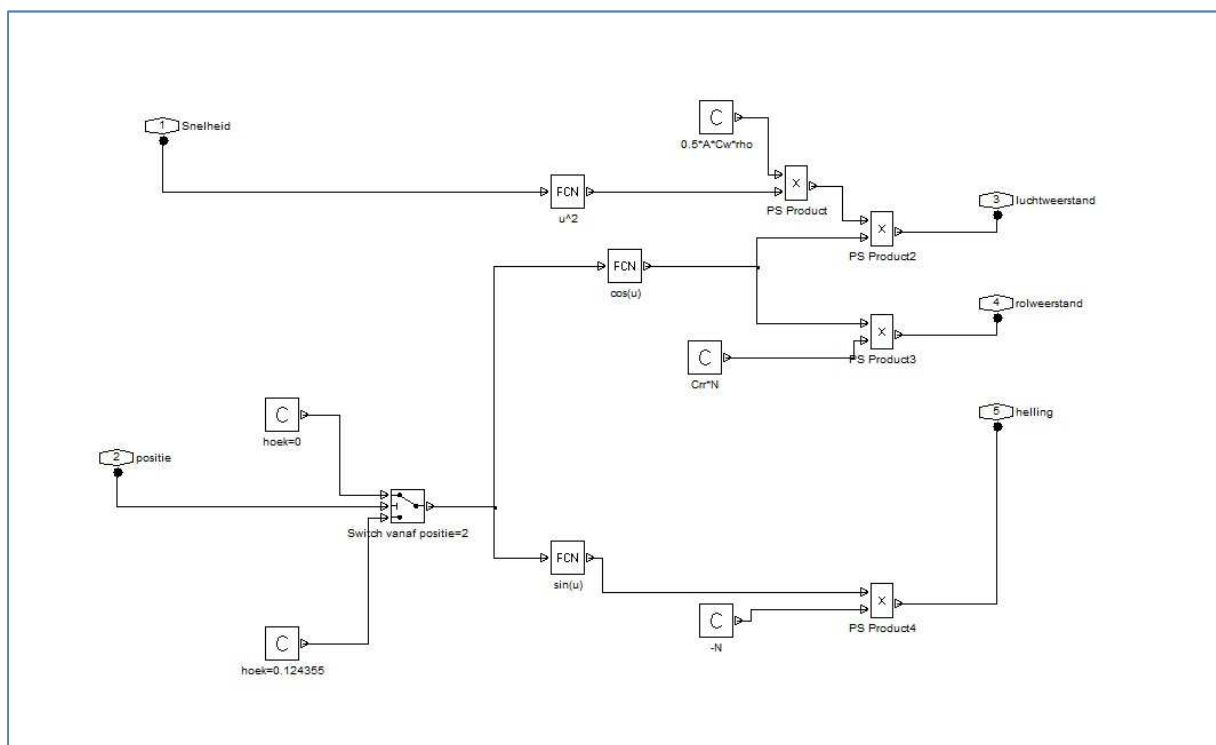 C
1 Snelheid
0.5*A*Cw*rho
X
FCN
PS Product
u^2
3 luchtweerstand
X
PS Product2
FCN
cos(u)
4 rolweerstand
X
C
PS Product3
Crr*N
C
hoek=0
5 helling
2 positie
Switch vanaf positie=2
FCN
sin(u)
X
C
PS Product4
-N
C
hoek=0.124355